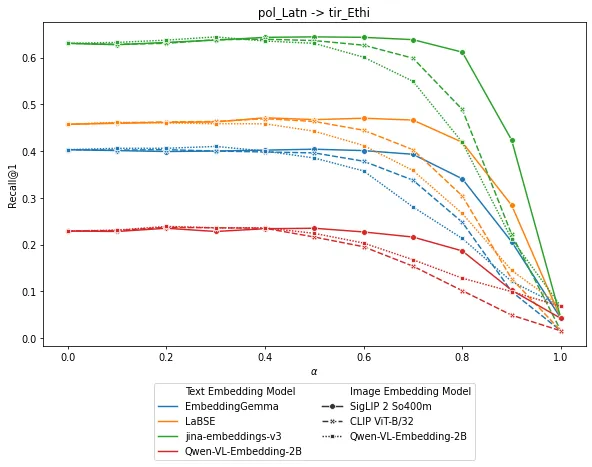 pol_Latn -> tir_Ethi
Recall@1
0.6
0.5
0.4
0.3
0.2
0.1
0.0
0.0 0.2 0.4 0.6 0.8 1.0
α
Text Embedding Model Image Embedding Model
EmbeddingGemma SigLIP 2 So400m
LaBSE CLIP ViT-B/32
jina-embeddings-v3 Qwen-VL-Embedding-2B
Qwen-VL-Embedding-2B